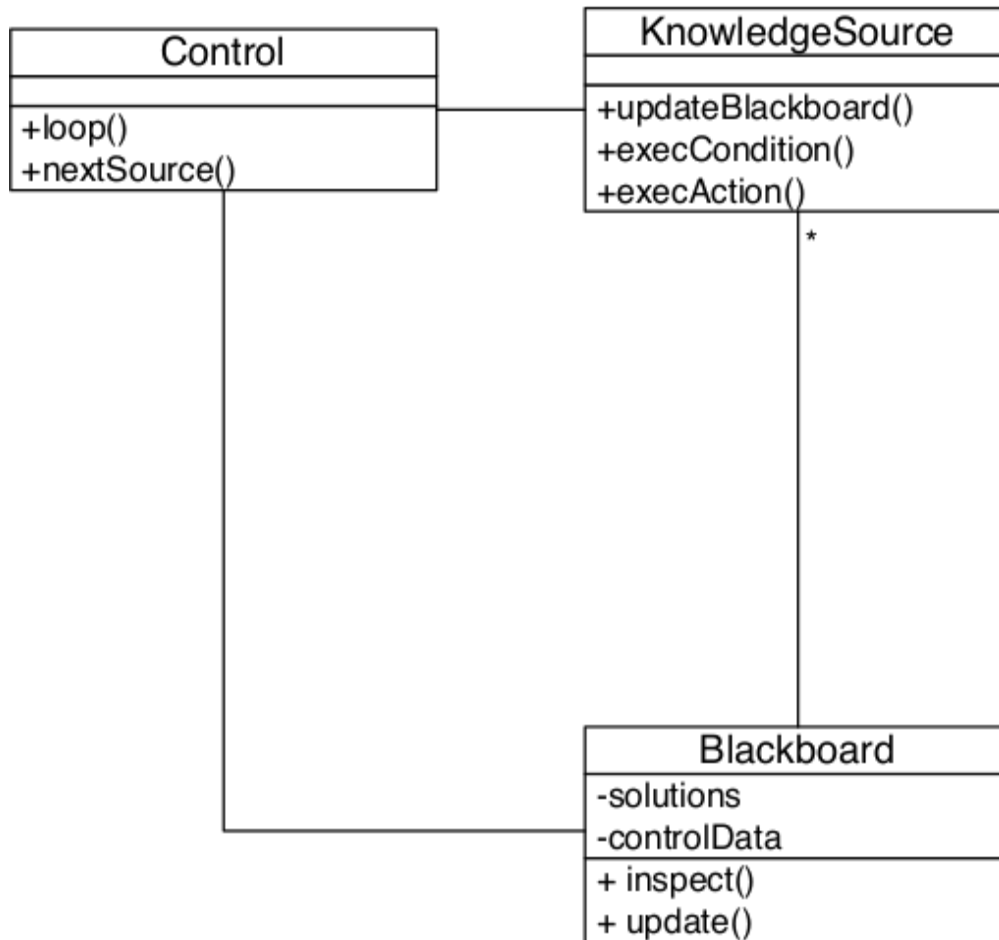 Control
+loop()
+nextSource()
KnowledgeSource
+updateBlackboard()
+execCondition()
+execAction()
*
Blackboard
-solutions
-controlData
+ inspect()
+ update()